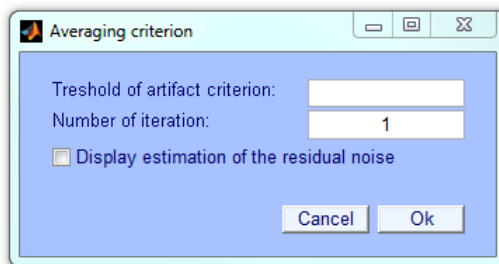 Averaging criterion
Treshold of artifact criterion:
Number of iteration: 1
Display estimation of the residual noise
Cancel Ok